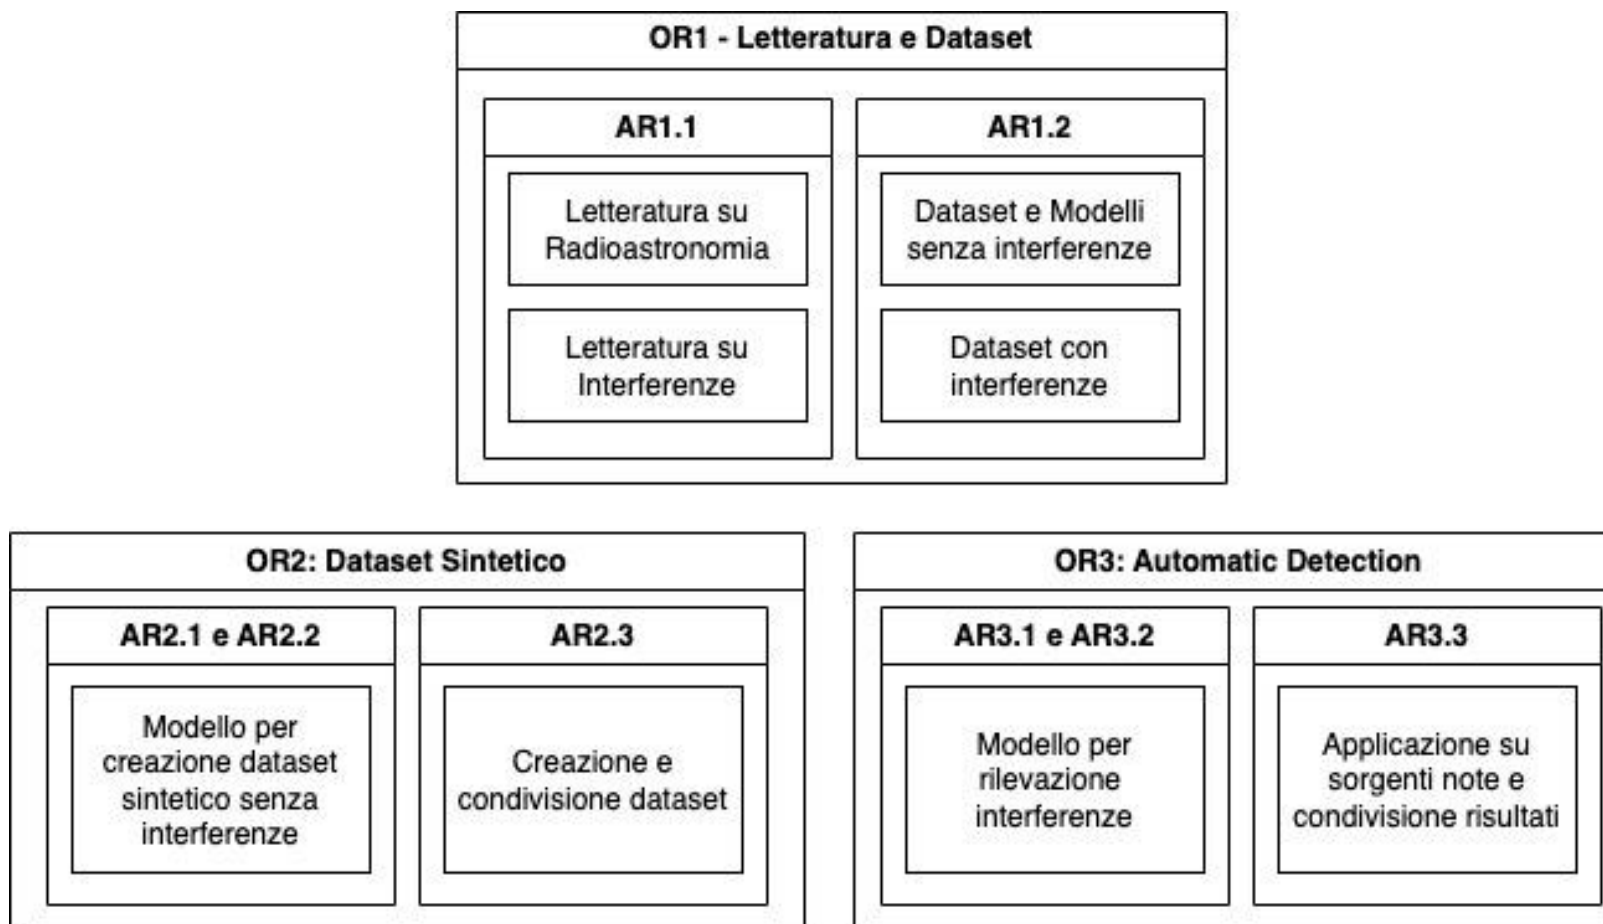 OR1 - Letteratura e Dataset
AR1.1
Letteratura su
Radioastronomia
Letteratura su
Interferenze
AR1.2
Dataset e Modelli
senza interferenze
Dataset con
interferenze
OR2: Dataset Sintetico
AR2.1 e AR2.2
Modello per
creazione dataset
sintetico senza
interferenze
AR2.3
Creazione e
condivisione dataset
OR3: Automatic Detection
AR3.1 e AR3.2
Modello per
rilevazione
interferenze
AR3.3
Applicazione su
sorgenti note e
condivisione risultati